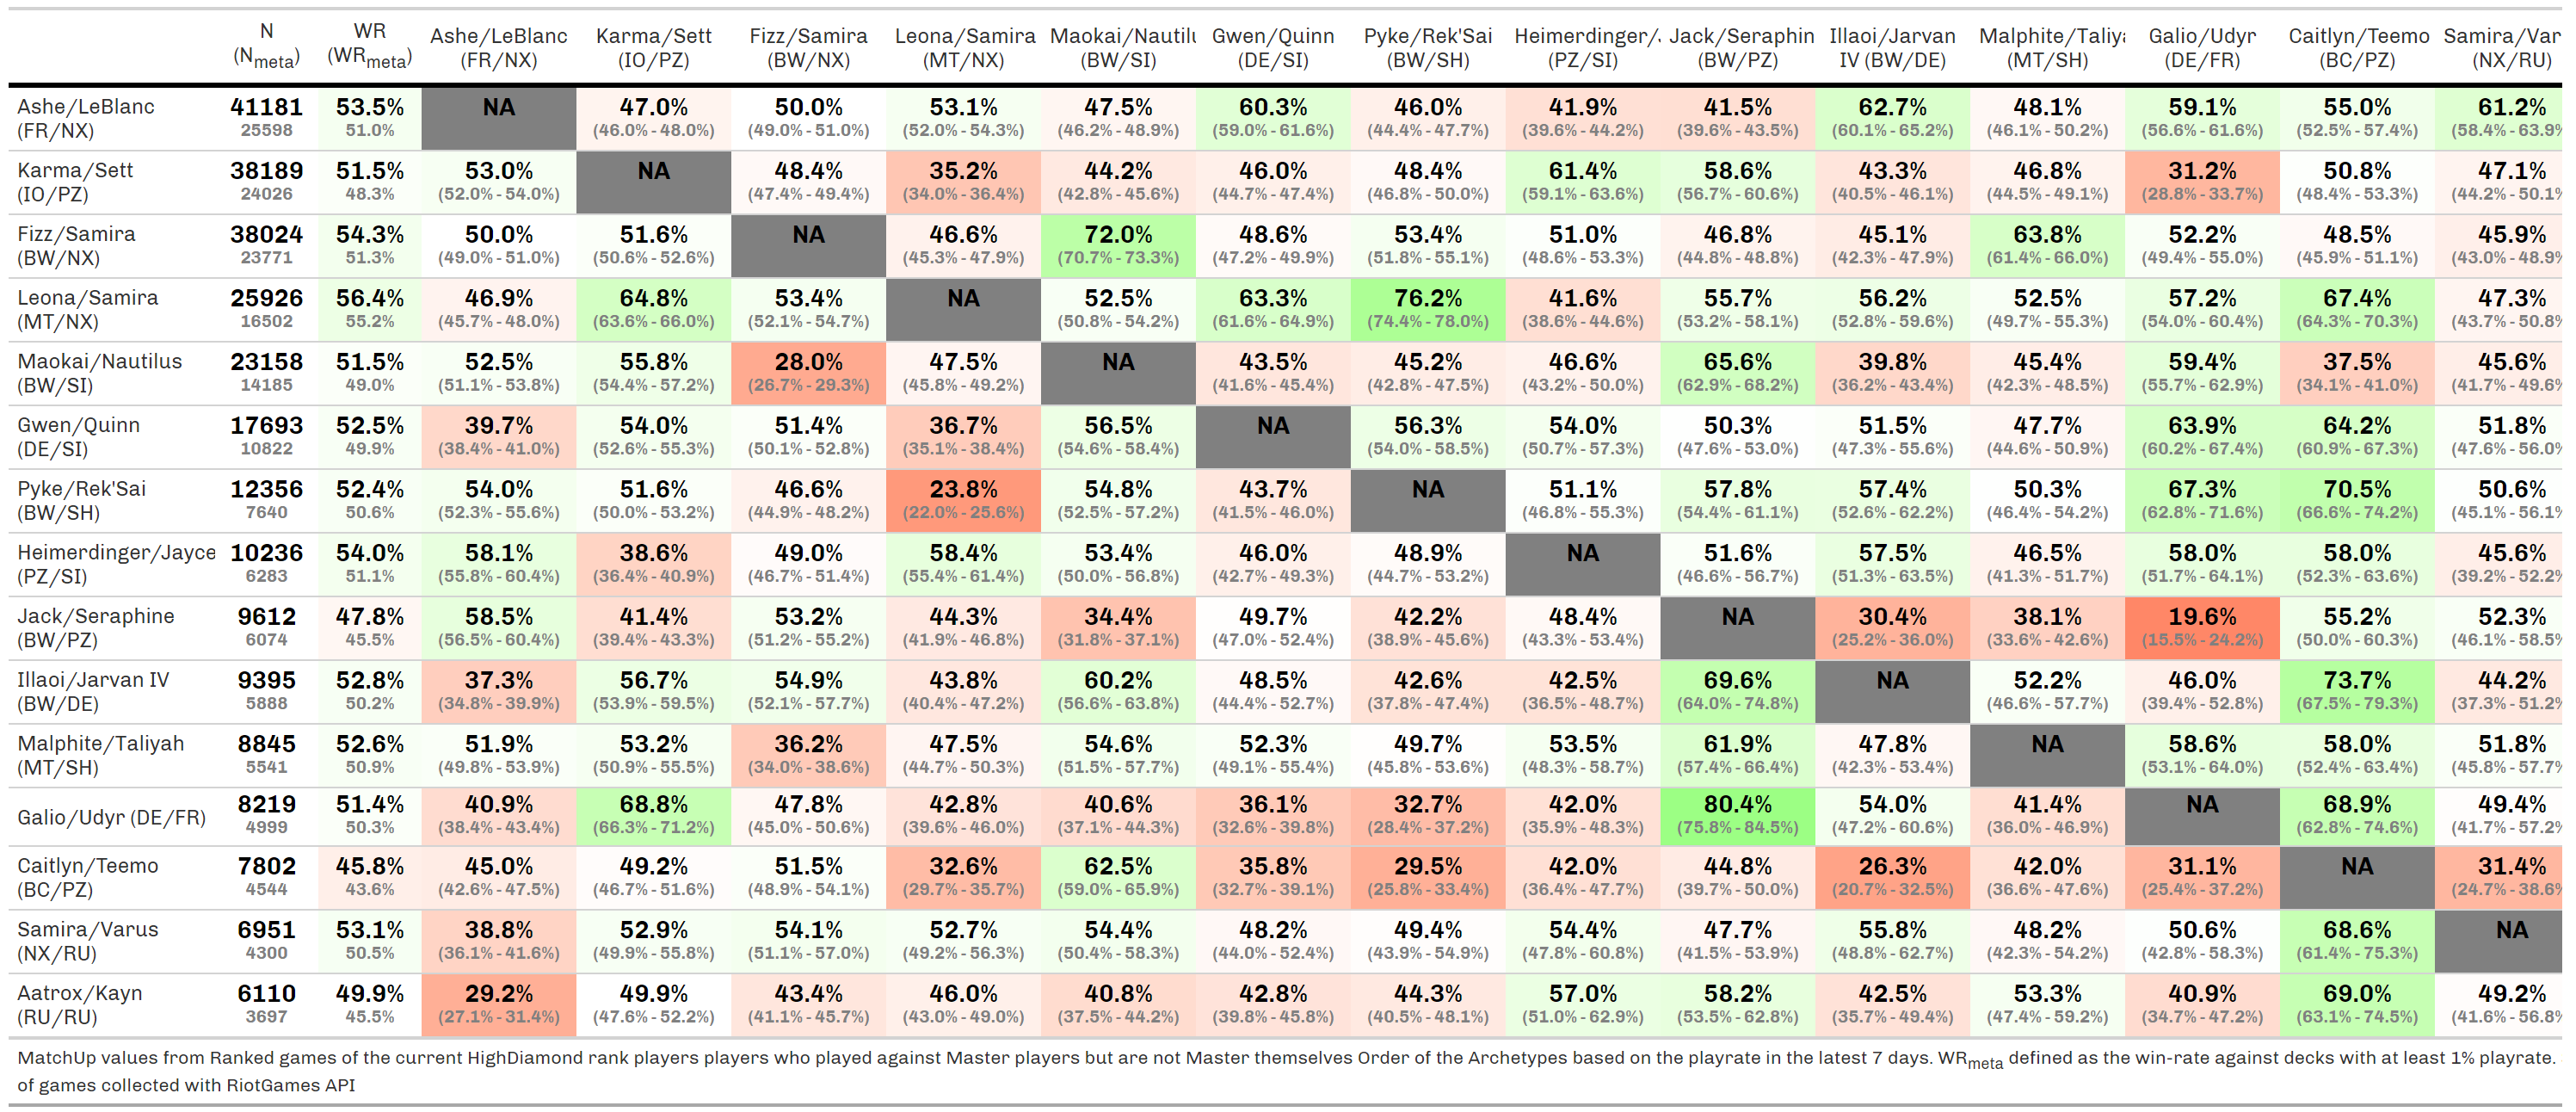 N WR Ashe/LeBlanc Karma/Sett Fizz/Samira Leona/Samira Maokai/Nautilu Gwen/Quinn Pyke/Rek'Sai Heimerdinger/J Jack/Seraphin Illaoi/Jarvan Malphite/Taliya Galio/Udyr Caitlyn/Teemo Samira/Var
(Nmeta) (WRmeta) (FR/NX) (IO/PZ) (BW/NX) (MT/NX) (BW/SI) (DE/SI) (BW/SH) (PZ/SI) (BW/PZ) IV (BW/DE) (MT/SH) (DE/FR) (BC/PZ) (NX/RU)
Ashe/LeBlanc 41181 53.5% NA 47.0% 50.0% 53.1% 47.5% 60.3% 46.0% 41.9% 41.5% 62.7% 48.1% 59.1% 55.0% 61.2%
(FR/NX) 25598 51.0% (46.0% - 48.0%) (49.0% - 51.0%) (52.0% - 54.3%) (46.2% - 48.9%) (59.0% - 61.6%) (44.4% - 47.7%) (39.6% - 44.2%) (39.6% - 43.5%) (60.1% - 65.2%) (46.1% - 50.2%) (56.6% - 61.6%) (52.5% - 57.4%) (58.4% - 63.9%
Karma/Sett 38189 51.5% 53.0% NA 48.4% 35.2% 44.2% 46.0% 48.4% 61.4% 58.6% 43.3% 46.8% 31.2% 50.8% 47.1%
(IO/PZ) 24026 48.3% (52.0% - 54.0%) (47.4% - 49.4%) (34.0% - 36.4%) (42.8% - 45.6%) (44.7% - 47.4%) (46.8% - 50.0%) (59.1% - 63.6%) (56.7% - 60.6%) (40.5% - 46.1%) (44.5% - 49.1%) (28.8% - 33.7%) (48.4% - 53.3%) (44.2% - 50.1%
Fizz/Samira 38024 54.3% 50.0% 51.6% NA 46.6% 72.0% 48.6% 53.4% 51.0% 46.8% 45.1% 63.8% 52.2% 48.5% 45.9%
(BW/NX) 23771 51.3% (49.0% - 51.0%) (50.6% - 52.6%) (45.3% - 47.9%) (70.7% - 73.3%) (47.2% - 49.9%) (51.8% - 55.1%) (48.6% - 53.3%) (44.8% - 48.8%) (42.3% - 47.9%) (61.4% - 66.0%) (49.4% - 55.0%) (45.9% - 51.1%) (43.0% - 48.9%
Leona/Samira 25926 56.4% 46.9% 64.8% 53.4% NA 52.5% 63.3% 76.2% 41.6% 55.7% 56.2% 52.5% 57.2% 67.4% 47.3%
(MT/NX) 16502 55.2% (45.7% - 48.0%) (63.6% - 66.0%) (52.1% - 54.7%) (50.8% - 54.2%) (61.6% - 64.9%) (74.4% - 78.0%) (38.6% - 44.6%) (53.2% - 58.1%) (52.8% - 59.6%) (49.7% - 55.3%) (54.0% - 60.4%) (64.3% - 70.3%) (43.7% - 50.8%
Maokai/Nautilus 23158 51.5% 52.5% 55.8% 28.0% 47.5% NA 43.5% 45.2% 46.6% 65.6% 39.8% 45.4% 59.4% 37.5% 45.6%
(BW/SI) 14185 49.0% (51.1% - 53.8%) (54.4% - 57.2%) (26.7% - 29.3%) (45.8% - 49.2%) (41.6% - 45.4%) (42.8% - 47.5%) (43.2% - 50.0%) (62.9% - 68.2%) (36.2% - 43.4%) (42.3% - 48.5%) (55.7% - 62.9%) (34.1% - 41.0%) (41.7% - 49.6%
Gwen/Quinn 17693 52.5% 39.7% 54.0% 51.4% 36.7% 56.5% NA 56.3% 54.0% 50.3% 51.5% 47.7% 63.9% 64.2% 51.8%
(DE/SI) 10822 49.9% (38.4% - 41.0%) (52.6% - 55.3%) (50.1% - 52.8%) (35.1% - 38.4%) (54.6% - 58.4%) (54.0% - 58.5%) (50.7% - 57.3%) (47.6% - 53.0%) (47.3% - 55.6%) (44.6% - 50.9%) (60.2% - 67.4%) (60.9% - 67.3%) (47.6% - 56.0%
Pyke/Rek'Sai 12356 52.4% 54.0% 51.6% 46.6% 23.8% 54.8% 43.7% NA 51.1% 57.8% 57.4% 50.3% 67.3% 70.5% 50.6%
(BW/SH) 7640 50.6% (52.3% - 55.6%) (50.0% - 53.2%) (44.9% - 48.2%) (22.0% - 25.6%) (52.5% - 57.2%) (41.5% - 46.0%) (46.8% - 55.3%) (54.4% - 61.1%) (52.6% - 62.2%) (46.4% - 54.2%) (62.8% - 71.6%) (66.6% - 74.2%) (45.1% - 56.1%
Heimerdinger/Jayce 10236 54.0% 58.1% 38.6% 49.0% 58.4% 53.4% 46.0% 48.9% NA 51.6% 57.5% 46.5% 58.0% 58.0% 45.6%
(PZ/SI) 6283 51.1% (55.8% - 60.4%) (36.4% - 40.9%) (46.7% - 51.4%) (55.4% - 61.4%) (50.0% - 56.8%) (42.7% - 49.3%) (44.7% - 53.2%) (46.6% - 56.7%) (51.3% - 63.5%) (41.3% - 51.7%) (51.7% - 64.1%) (52.3% - 63.6%) (39.2% - 52.2%
Jack/Seraphine 9612 47.8% 58.5% 41.4% 53.2% 44.3% 34.4% 49.7% 42.2% 48.4% NA 30.4% 38.1% 19.6% 55.2% 52.3%
(BW/PZ) 6074 45.5% (56.5% - 60.4%) (39.4% - 43.3%) (51.2% - 55.2%) (41.9% - 46.8%) (31.8% - 37.1%) (47.0% - 52.4%) (38.9% - 45.6%) (43.3% - 53.4%) (25.2% - 36.0%) (33.6% - 42.6%) (15.5% - 24.2%) (50.0% - 60.3%) (46.1% - 58.5%
Illaoi/Jarvan IV 9395 52.8% 37.3% 56.7% 54.9% 43.8% 60.2% 48.5% 42.6% 42.5% 69.6% NA 52.2% 46.0% 73.7% 44.2%
(BW/DE) 5888 50.2% (34.8% - 39.9%) (53.9% - 59.5%) (52.1% - 57.7%) (40.4% - 47.2%) (56.6% - 63.8%) (44.4% - 52.7%) (37.8% - 47.4%) (36.5% - 48.7%) (64.0% - 74.8%) (46.6% - 57.7%) (39.4% - 52.8%) (67.5% - 79.3%) (37.3% - 51.2%
Malphite/Taliyah 8845 52.6% 51.9% 53.2% 36.2% 47.5% 54.6% 52.3% 49.7% 53.5% 61.9% 47.8% NA 58.6% 58.0% 51.8%
(MT/SH) 5541 50.9% (49.8% - 53.9%) (50.9% - 55.5%) (34.0% - 38.6%) (44.7% - 50.3%) (51.5% - 57.7%) (49.1% - 55.4%) (45.8% - 53.6%) (48.3% - 58.7%) (57.4% - 66.4%) (42.3% - 53.4%) (53.1% - 64.0%) (52.4% - 63.4%) (45.8% - 57.7%
Galio/Udyr (DE/FR) 8219 51.4% 40.9% 68.8% 47.8% 42.8% 40.6% 36.1% 32.7% 42.0% 80.4% 54.0% 41.4% NA 68.9% 49.4%
4999 50.3% (38.4% - 43.4%) (66.3% - 71.2%) (45.0% - 50.6%) (39.6% - 46.0%) (37.1% - 44.3%) (32.6% - 39.8%) (28.4% - 37.2%) (35.9% - 48.3%) (75.8% - 84.5%) (47.2% - 60.6%) (36.0% - 46.9%) (62.8% - 74.6%) (41.7% - 57.2%
Caitlyn/Teemo 7802 45.8% 45.0% 49.2% 51.5% 32.6% 62.5% 35.8% 29.5% 42.0% 44.8% 26.3% 42.0% 31.1% NA 31.4%
(BC/PZ) 4544 43.6% (42.6% - 47.5%) (46.7% - 51.6%) (48.9% - 54.1%) (29.7% - 35.7%) (59.0% - 65.9%) (32.7% - 39.1%) (25.8% - 33.4%) (36.4% - 47.7%) (39.7% - 50.0%) (20.7% - 32.5%) (36.6% - 47.6%) (25.4% - 37.2%) (24.7% - 38.6%
Samira/Varus 6951 53.1% 38.8% 52.9% 54.1% 52.7% 54.4% 48.2% 49.4% 54.4% 47.7% 55.8% 48.2% 50.6% 68.6% NA
(NX/RU) 4300 50.5% (36.1% - 41.6%) (49.9% - 55.8%) (51.1% - 57.0%) (49.2% - 56.3%) (50.4% - 58.3%) (44.0% - 52.4%) (43.9% - 54.9%) (47.8% - 60.8%) (41.5% - 53.9%) (48.8% - 62.7%) (42.3% - 54.2%) (42.8% - 58.3%) (61.4% - 75.3%)
Aatrox/Kayn 6110 49.9% 29.2% 49.9% 43.4% 46.0% 40.8% 42.8% 44.3% 57.0% 58.2% 42.5% 53.3% 40.9% 69.0% 49.2%
(RU/RU) 3697 45.5% (27.1% - 31.4%) (47.6% - 52.2%) (41.1% - 45.7%) (43.0% - 49.0%) (37.5% - 44.2%) (39.8% - 45.8%) (40.5% - 48.1%) (51.0% - 62.9%) (53.5% - 62.8%) (35.7% - 49.4%) (47.4% - 59.2%) (34.7% - 47.2%) (63.1% - 74.5%) (41.6% - 56.8%
MatchUp values from Ranked games of the current HighDiamond rank players players who played against Master players but are not Master themselves Order of the Archetypes based on the playrate in the latest 7 days. WRmeta defined as the win-rate against decks with at least 1% playrate.
of games collected with RiotGames API